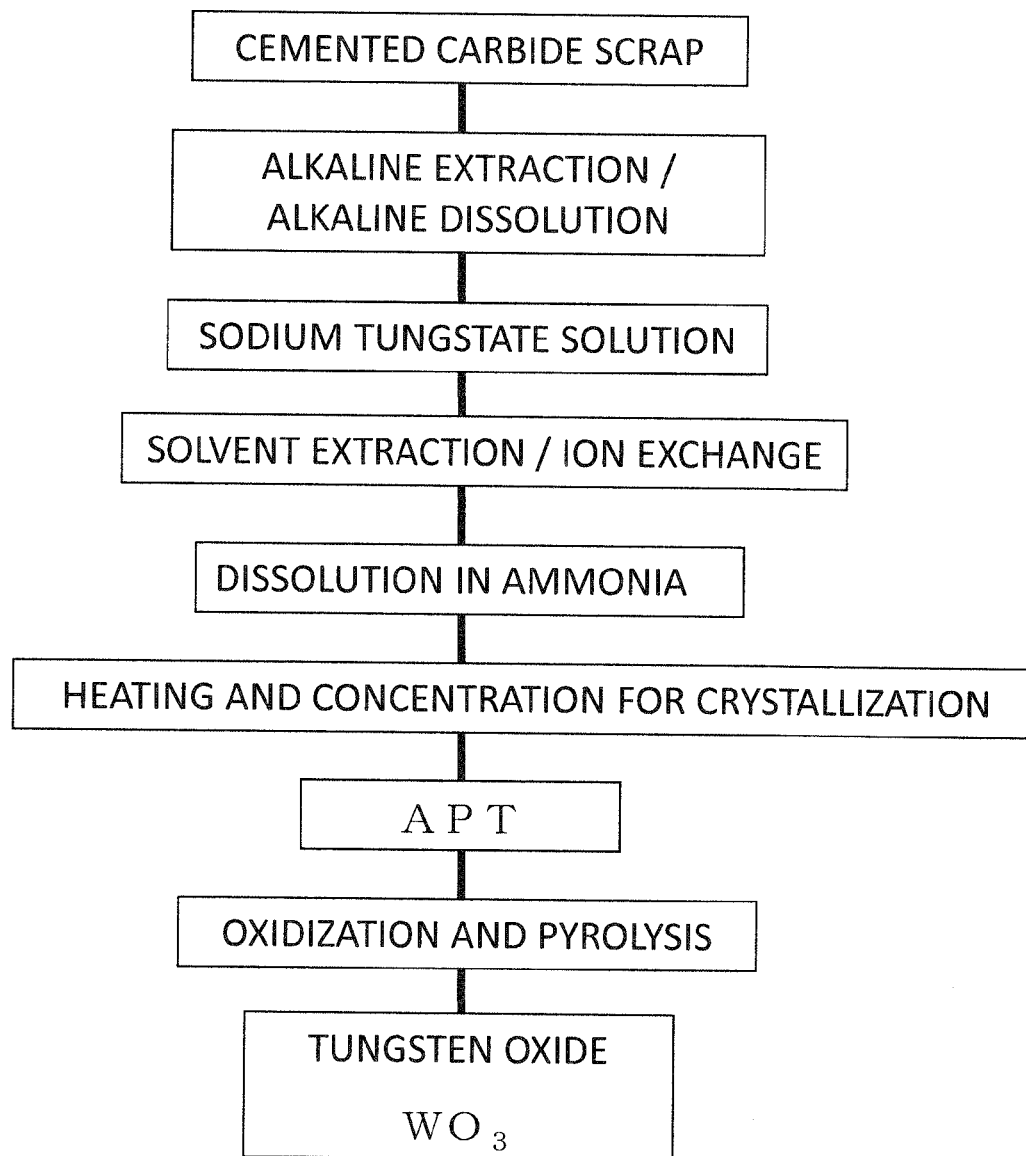 CEMENTED CARBIDE SCRAP
ALKALINE EXTRACTION /
ALKALINE DISSOLUTION
SODIUM TUNGSTATE SOLUTION
SOLVENT EXTRACTION / ION EXCHANGE
DISSOLUTION IN AMMONIA
HEATING AND CONCENTRATION FOR CRYSTALLIZATION
A P T
OXIDIZATION AND PYROLYSIS
TUNGSTEN OXIDE
WO₃